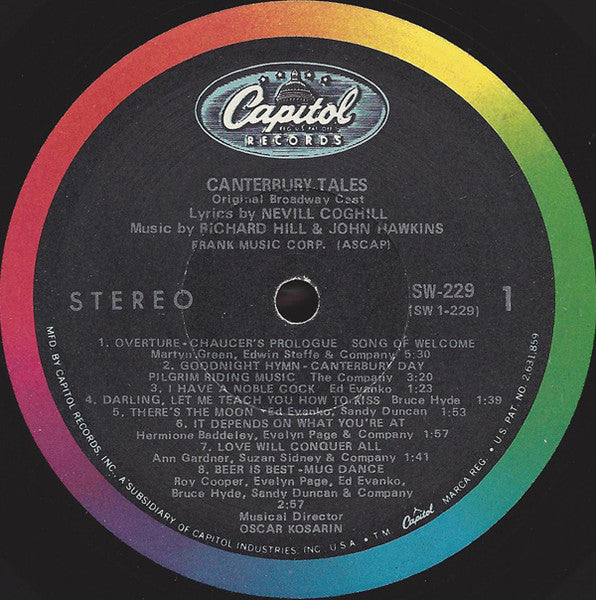 Capitol
REG. U.S. PAT. OFF.
RECORDS
CANTERBURY TALES
Original Broadway Cast
Lyrics by NEVILL COGHILL
Music by RICHARD HILL & JOHN HAWKINS
FRANK MUSIC CORP. (ASCAP)
STEREO
SW-229
(SW 1-229)
1
1. OVERTURE-CHAUCER'S PROLOGUE SONG OF WELCOME
Martyn Green, Edwin Steffe & Company 5:30
2. GOODNIGHT HYMN-CANTERBURY DAY
PILGRIM RIDING MUSIC The Company 3:20
3. I HAVE A NOBLE COCK Ed Evanko 1:23
4. DARLING, LET ME TEACH YOU HOW TO KISS Bruce Hyde 1:39
5. THERE'S THE MOON-Ed Evanko, Sandy Duncan 1:53
6. IT DEPENDS ON WHAT YOU'RE AT
Hermione Baddeley, Evelyn Page & Company 1:57
7. LOVE WILL CONQUER ALL
Ann Gardner, Suzan Sidney & Company 1:41
8. BEER IS BEST-MUG DANCE
Roy Cooper, Evelyn Page, Ed Evanko,
Bruce Hyde, Sandy Duncan & Company
2:57
Musical Director
OSCAR KOSARIN
MFD. BY CAPITOL RECORDS, INC., A SUBSIDIARY OF CAPITOL INDUSTRIES, INC., U.S.A. • T.M. Capitol MARCA REG. • U.S. PAT. NO. 2,631,859